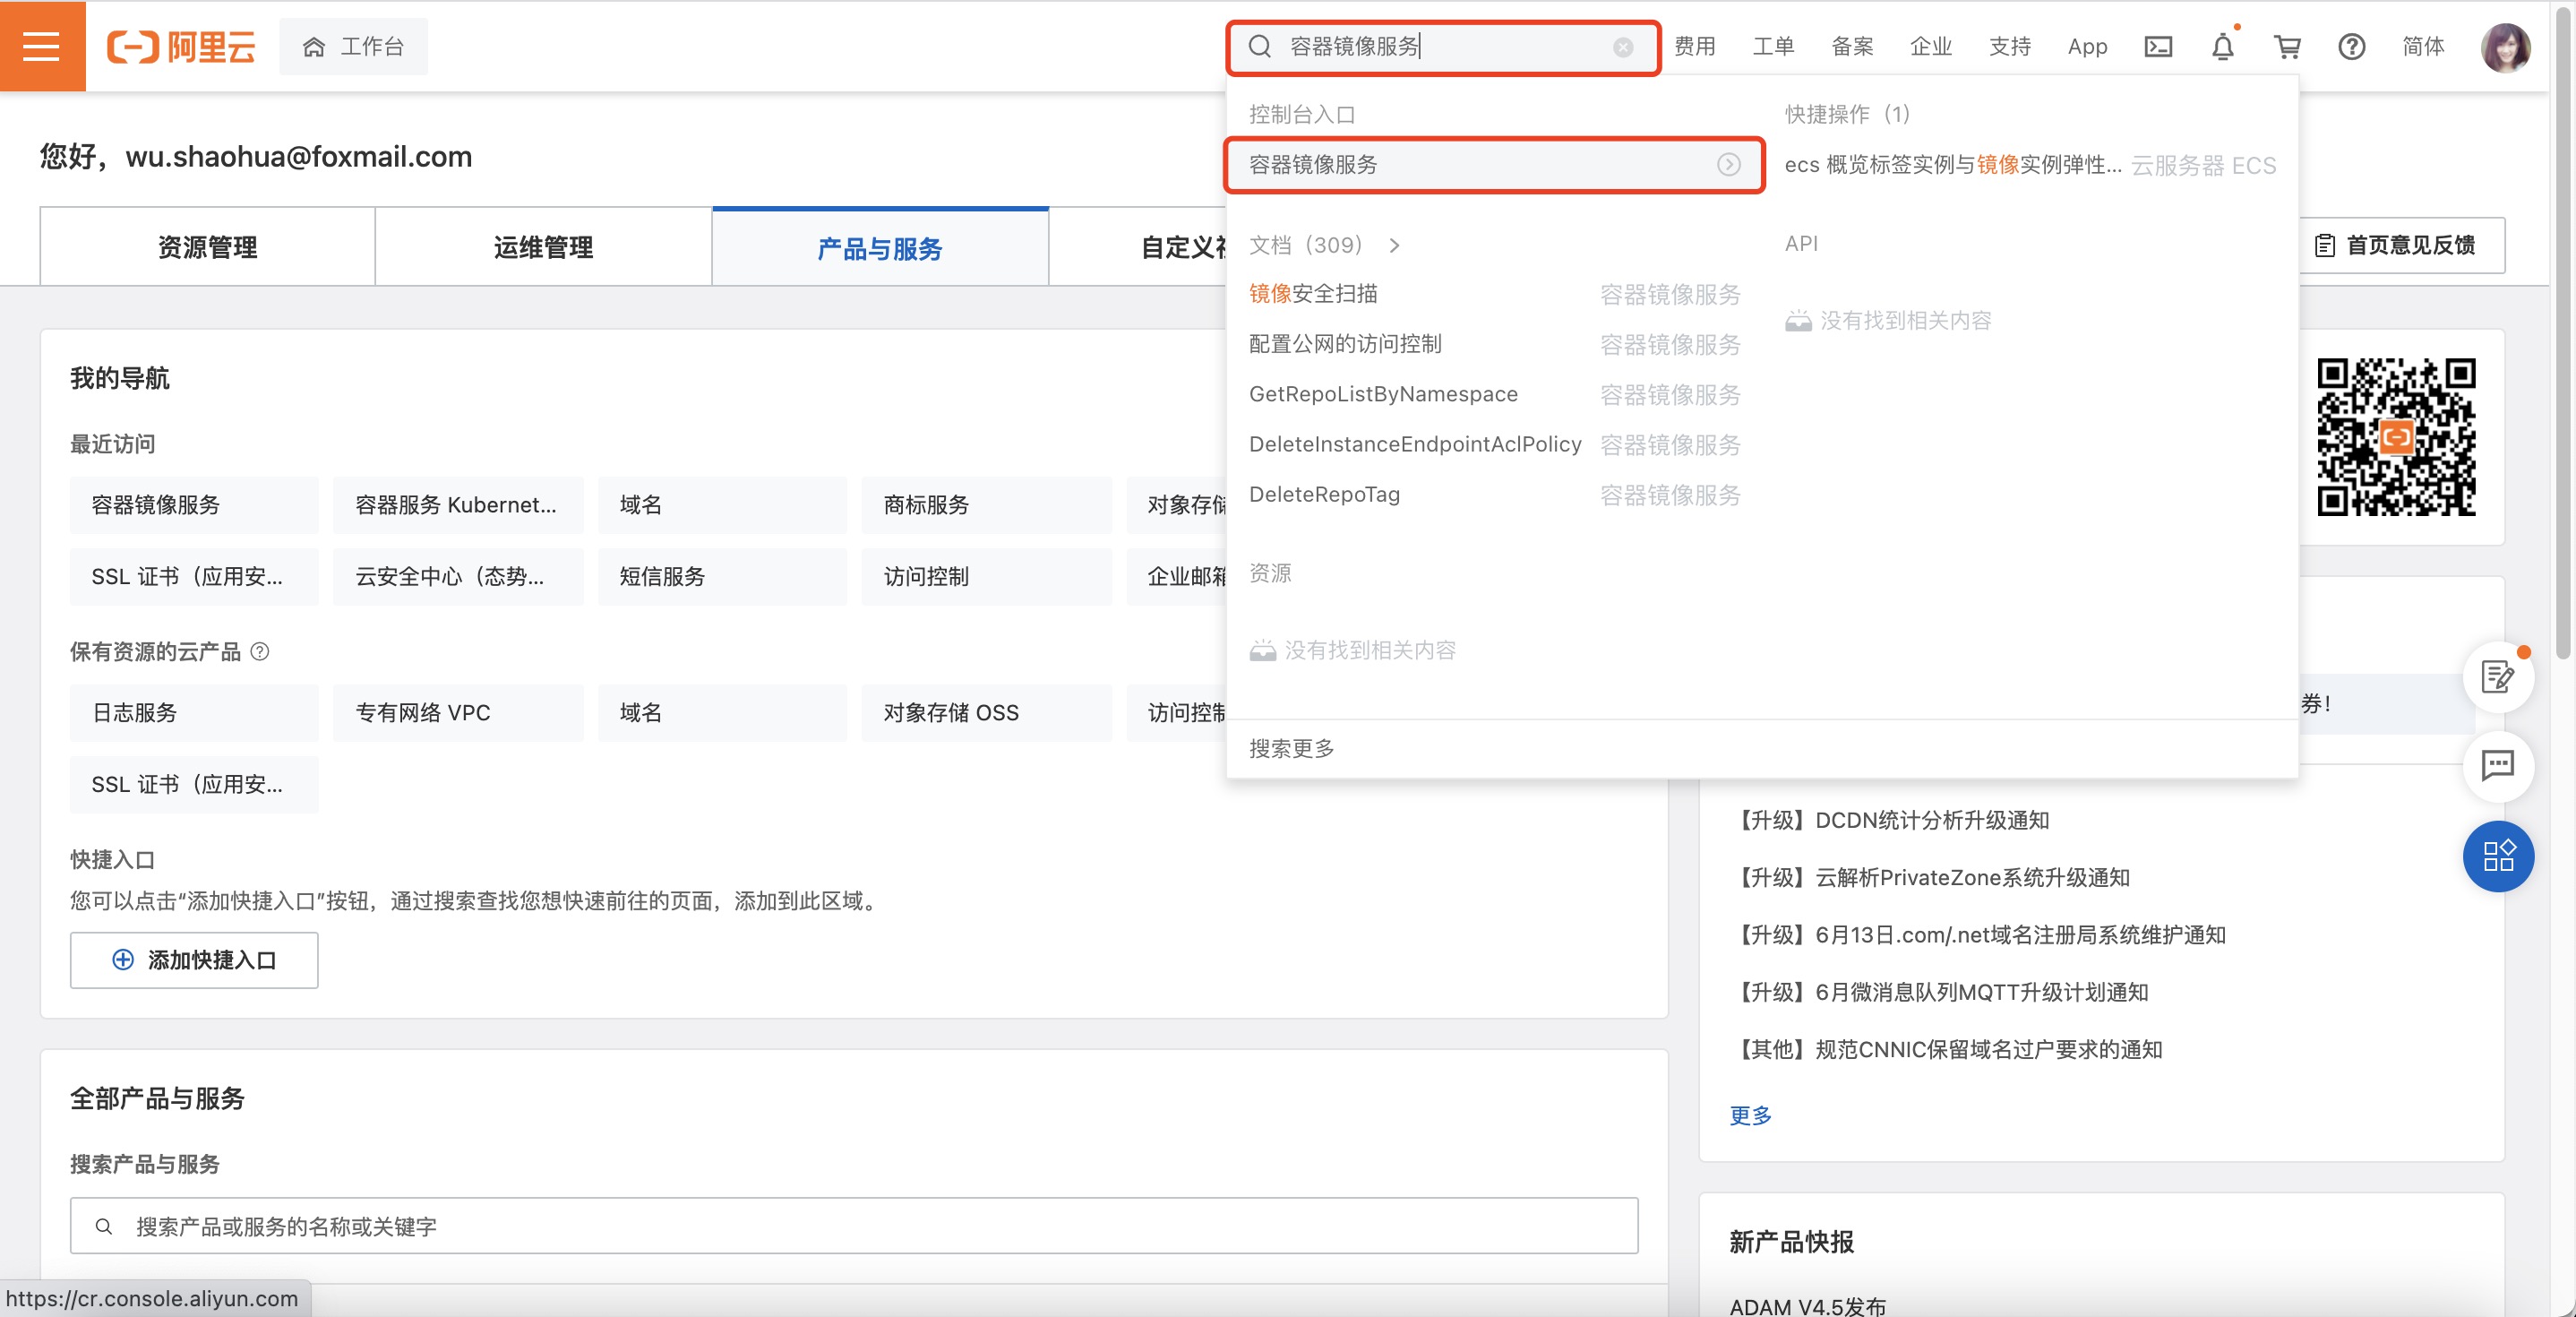 阿里云
工作台
容器镜像服务
费用
工单
备案
企业
支持
App
简体
控制台入口
容器镜像服务
快捷操作（1）
ecs 概览标签实例与镜像实例弹性... 云服务器 ECS
文档（309）
镜像安全扫描 容器镜像服务
配置公网的访问控制 容器镜像服务
GetRepoListByNamespace 容器镜像服务
DeleteInstanceEndpointAclPolicy 容器镜像服务
DeleteRepoTag 容器镜像服务
API
没有找到相关内容
资源
没有找到相关内容
搜索更多
您好，wu.shaohua@foxmail.com
资源管理
运维管理
产品与服务
自定义
首页意见反馈
我的导航
最近访问
容器镜像服务
容器服务 Kubernet...
域名
商标服务
对象存储
SSL 证书（应用安...
云安全中心（态势...
短信服务
访问控制
企业邮箱
保有资源的云产品
日志服务
专有网络 VPC
域名
对象存储 OSS
访问控制
SSL 证书（应用安...
快捷入口
您可以点击“添加快捷入口”按钮，通过搜索查找您想快速前往的页面，添加到此区域。
添加快捷入口
全部产品与服务
搜索产品与服务
搜索产品或服务的名称或关键字
券！
【升级】DCDN统计分析升级通知
【升级】云解析PrivateZone系统升级通知
【升级】6月13日.com/.net域名注册局系统维护通知
【升级】6月微消息队列MQTT升级计划通知
【其他】规范CNNIC保留域名过户要求的通知
更多
新产品快报
ADAM V4.5发布
https://cr.console.aliyun.com